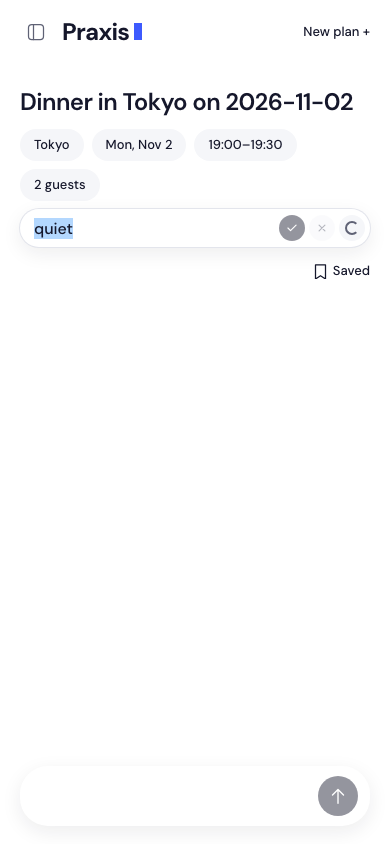 Praxis
New plan +
Dinner in Tokyo on 2026-11-02
Tokyo
Mon, Nov 2
19:00–19:30
2 guests
quiet
Saved